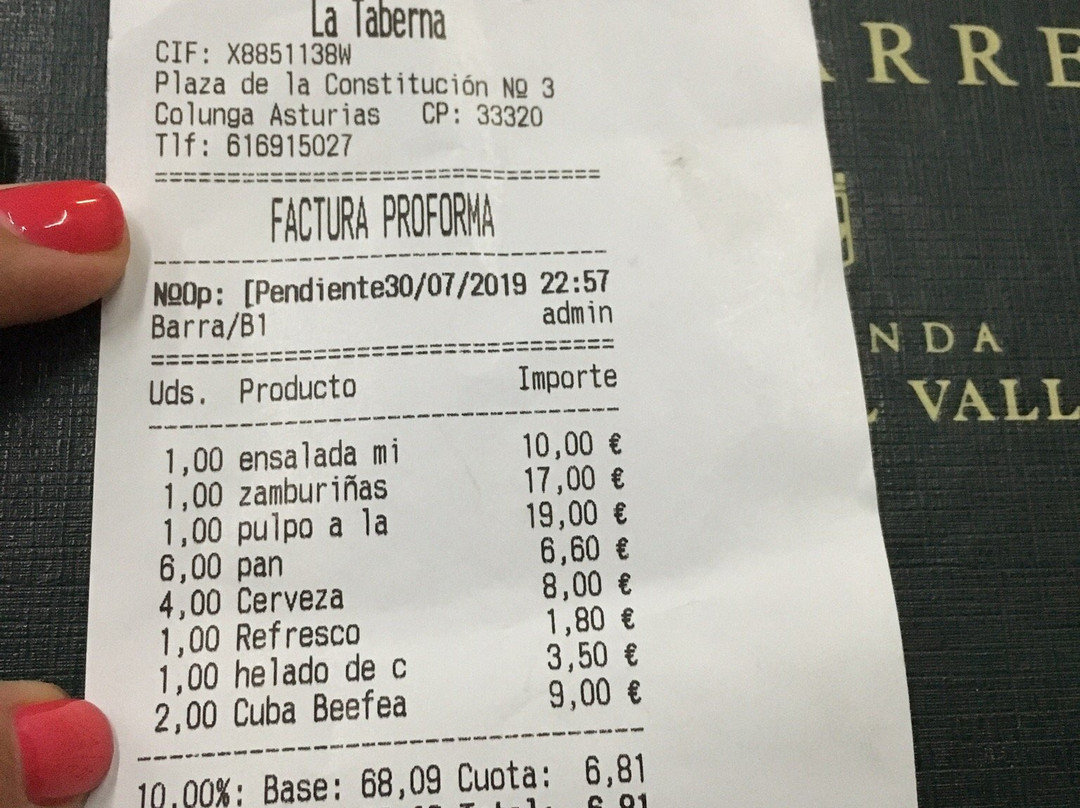 La Taberna
CIF: X8851138W
Plaza de la Constitución Nº 3
Colunga Asturias CP: 33320
Tlf: 616915027
FACTURA PROFORMA
NºOp: [Pendiente30/07/2019 22:57
Barra/B1 admin
Uds. Producto Importe
1,00 ensalada mi 10,00 €
1,00 zamburiñas 17,00 €
1,00 pulpo a la 19,00 €
6,00 pan 6,60 €
4,00 Cerveza 8,00 €
1,00 Refresco 1,80 €
1,00 helado de c 3,50 €
2,00 Cuba Beefea 9,00 €
10.00%: Base: 68,09 Cuota: 6,81
Total: 6,81
ARRE
NDA
VALL